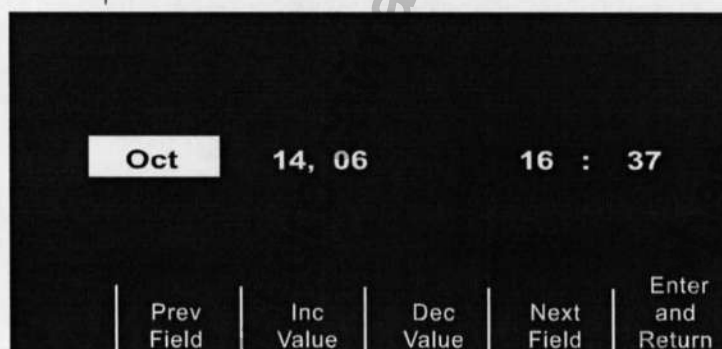 Oct 14, 06 16 : 37
Prev Field
Inc Value
Dec Value
Next Field
Enter and Return